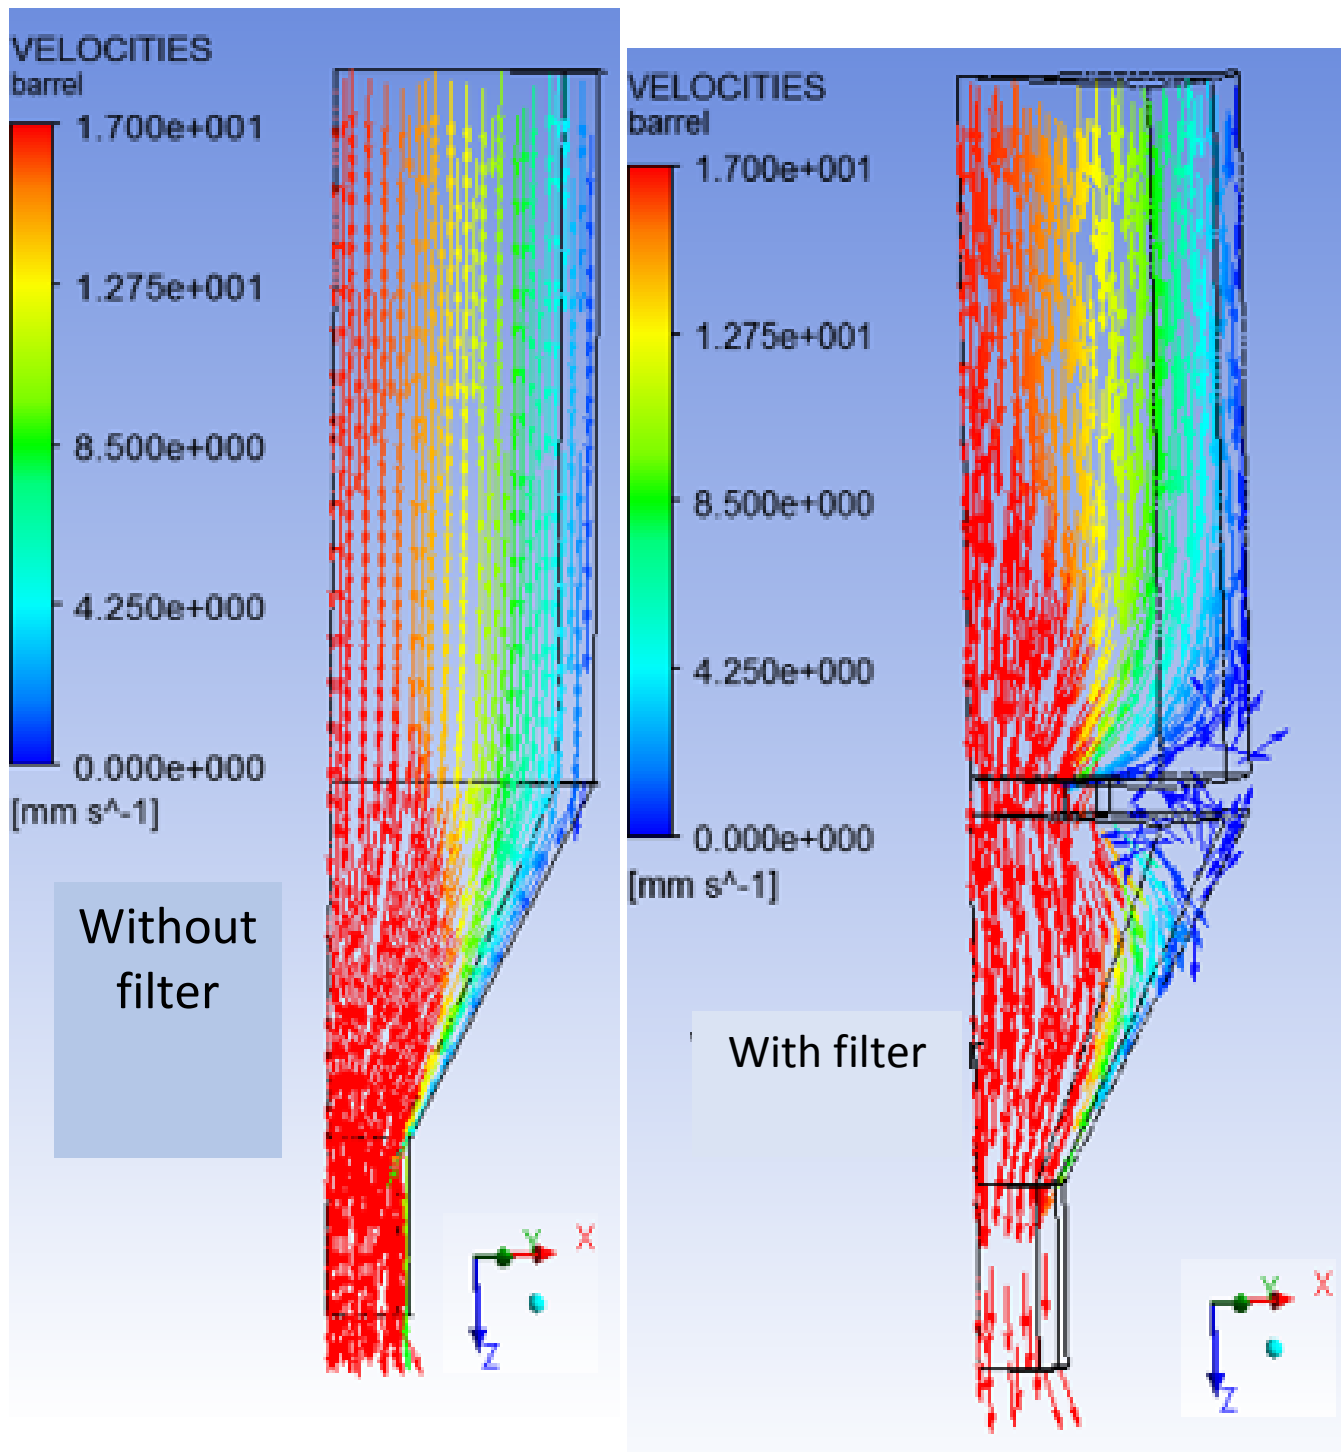 VELOCITIES
barrel
1.700e+001
1.275e+001
8.500e+000
4.250e+000
0.000e+000
[mm s^-1]
Without
filter
Y
X
Z
VELOCITIES
barrel
1.700e+001
1.275e+001
8.500e+000
4.250e+000
0.000e+000
[mm s^-1]
With filter
Y
X
Z